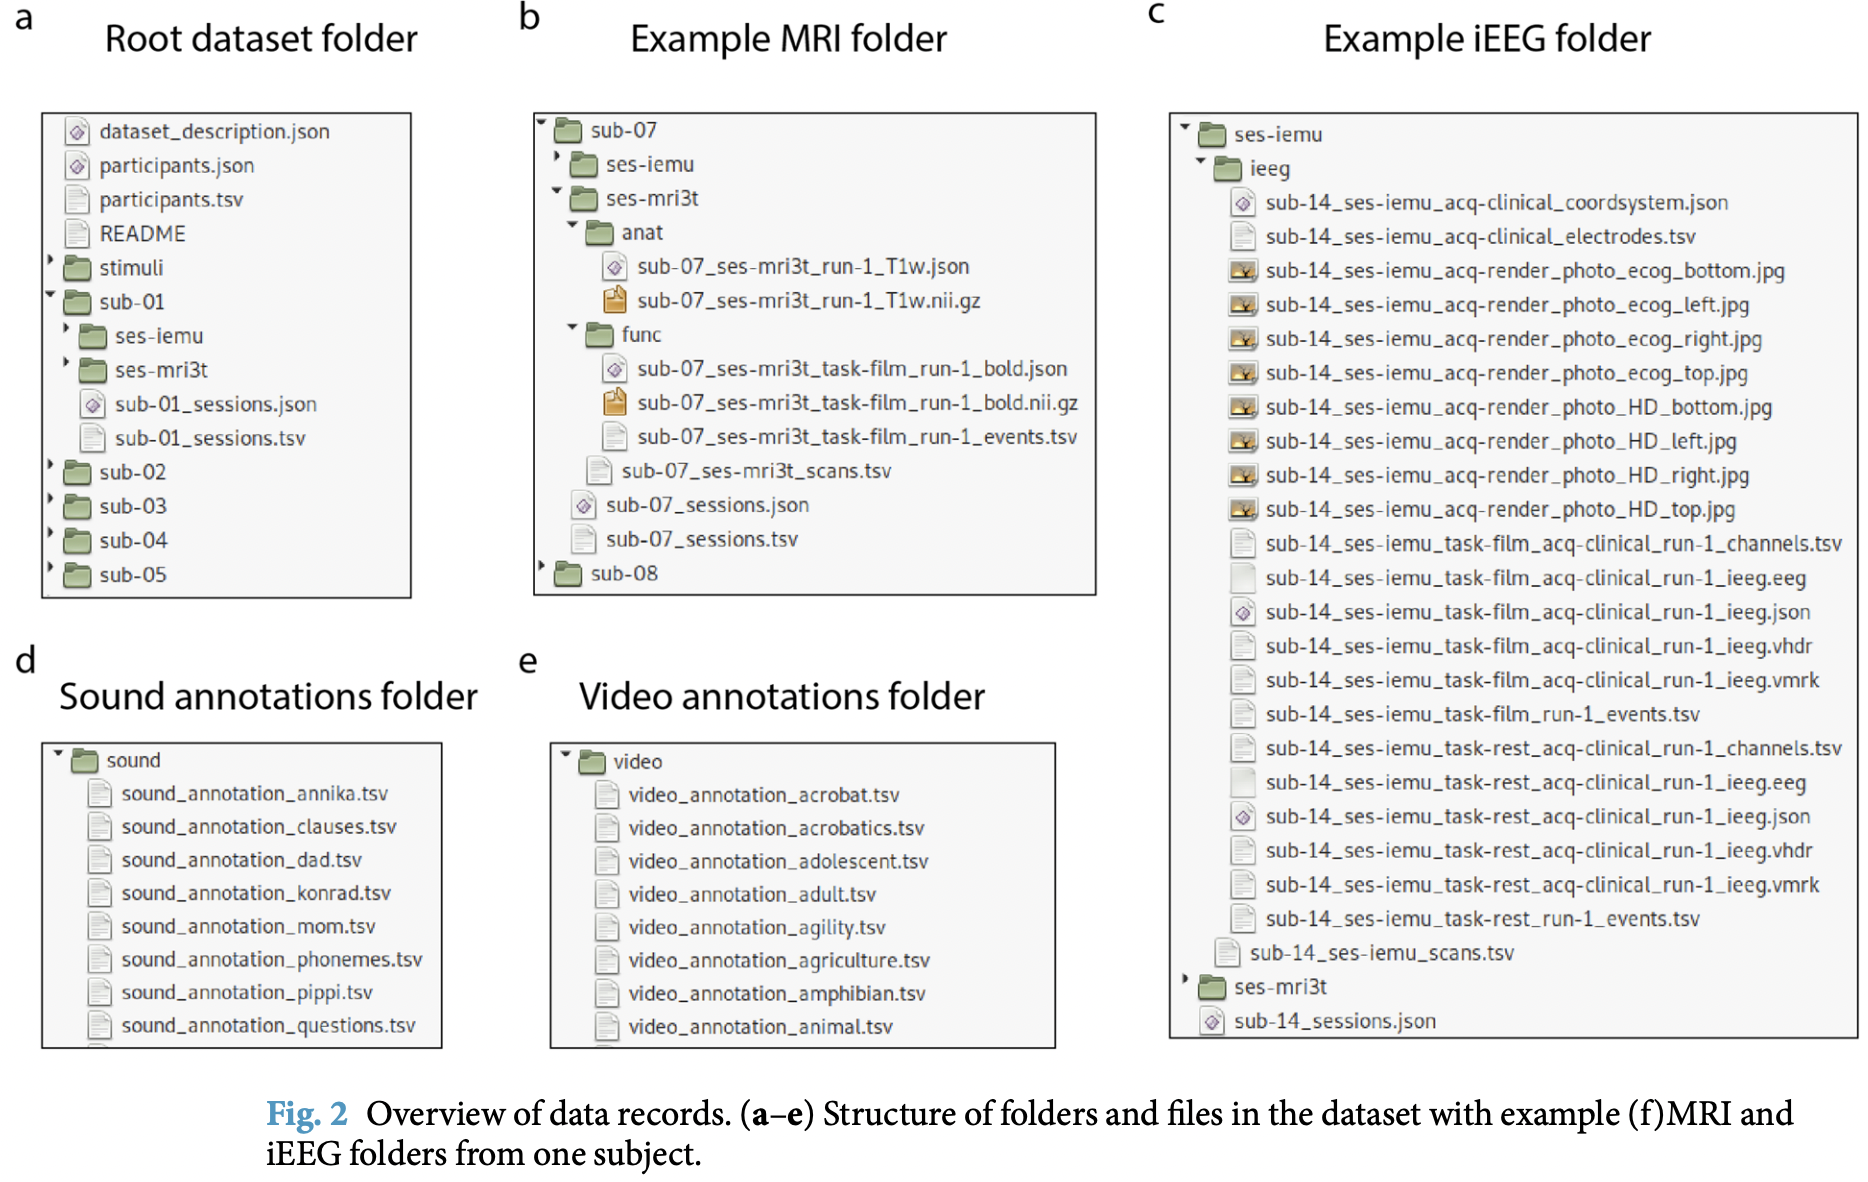 a
Root dataset folder
dataset_description.json
participants.json
participants.tsv
README
stimuli
sub-01
ses-iemu
ses-mri3t
sub-01_sessions.json
sub-01_sessions.tsv
sub-02
sub-03
sub-04
sub-05
b
Example MRI folder
sub-07
ses-iemu
ses-mri3t
anat
sub-07_ses-mri3t_run-1_T1w.json
sub-07_ses-mri3t_run-1_T1w.nii.gz
func
sub-07_ses-mri3t_task-film_run-1_bold.json
sub-07_ses-mri3t_task-film_run-1_bold.nii.gz
sub-07_ses-mri3t_task-film_run-1_events.tsv
sub-07_ses-mri3t_scans.tsv
sub-07_sessions.json
sub-07_sessions.tsv
sub-08
c
Example iEEG folder
ses-iemu
ieeg
sub-14_ses-iemu_acq-clinical_coordsystem.json
sub-14_ses-iemu_acq-clinical_electrodes.tsv
sub-14_ses-iemu_acq-render_photo_ecog_bottom.jpg
sub-14_ses-iemu_acq-render_photo_ecog_left.jpg
sub-14_ses-iemu_acq-render_photo_ecog_right.jpg
sub-14_ses-iemu_acq-render_photo_ecog_top.jpg
sub-14_ses-iemu_acq-render_photo_HD_bottom.jpg
sub-14_ses-iemu_acq-render_photo_HD_left.jpg
sub-14_ses-iemu_acq-render_photo_HD_right.jpg
sub-14_ses-iemu_acq-render_photo_HD_top.jpg
sub-14_ses-iemu_task-film_acq-clinical_run-1_channels.tsv
sub-14_ses-iemu_task-film_acq-clinical_run-1_ieeg.eeg
sub-14_ses-iemu_task-film_acq-clinical_run-1_ieeg.json
sub-14_ses-iemu_task-film_acq-clinical_run-1_ieeg.vhdr
sub-14_ses-iemu_task-film_acq-clinical_run-1_ieeg.vmrk
sub-14_ses-iemu_task-film_run-1_events.tsv
sub-14_ses-iemu_task-rest_acq-clinical_run-1_channels.tsv
sub-14_ses-iemu_task-rest_acq-clinical_run-1_ieeg.eeg
sub-14_ses-iemu_task-rest_acq-clinical_run-1_ieeg.json
sub-14_ses-iemu_task-rest_acq-clinical_run-1_ieeg.vhdr
sub-14_ses-iemu_task-rest_acq-clinical_run-1_ieeg.vmrk
sub-14_ses-iemu_task-rest_run-1_events.tsv
sub-14_ses-iemu_scans.tsv
ses-mri3t
sub-14_sessions.json
d
Sound annotations folder
sound
sound_annotation_annika.tsv
sound_annotation_clauses.tsv
sound_annotation_dad.tsv
sound_annotation_konrad.tsv
sound_annotation_mom.tsv
sound_annotation_phonemes.tsv
sound_annotation_pippi.tsv
sound_annotation_questions.tsv
e
Video annotations folder
video
video_annotation_acrobat.tsv
video_annotation_acrobatics.tsv
video_annotation_adolescent.tsv
video_annotation_adult.tsv
video_annotation_agility.tsv
video_annotation_agriculture.tsv
video_annotation_amphibian.tsv
video_annotation_animal.tsv
Fig. 2 Overview of data records. (a–e) Structure of folders and files in the dataset with example (f)MRI and
iEEG folders from one subject.